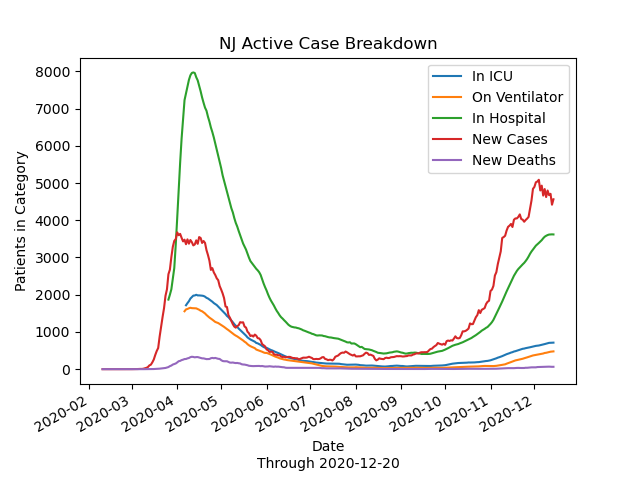 NJ Active Case Breakdown
In ICU
On Ventilator
In Hospital
New Cases
New Deaths
Patients in Category
8000
7000
6000
5000
4000
3000
2000
1000
0
2020-02
2020-03
2020-04
2020-05
2020-06
2020-07
2020-08
2020-09
2020-10
2020-11
2020-12
Date
Through 2020-12-20